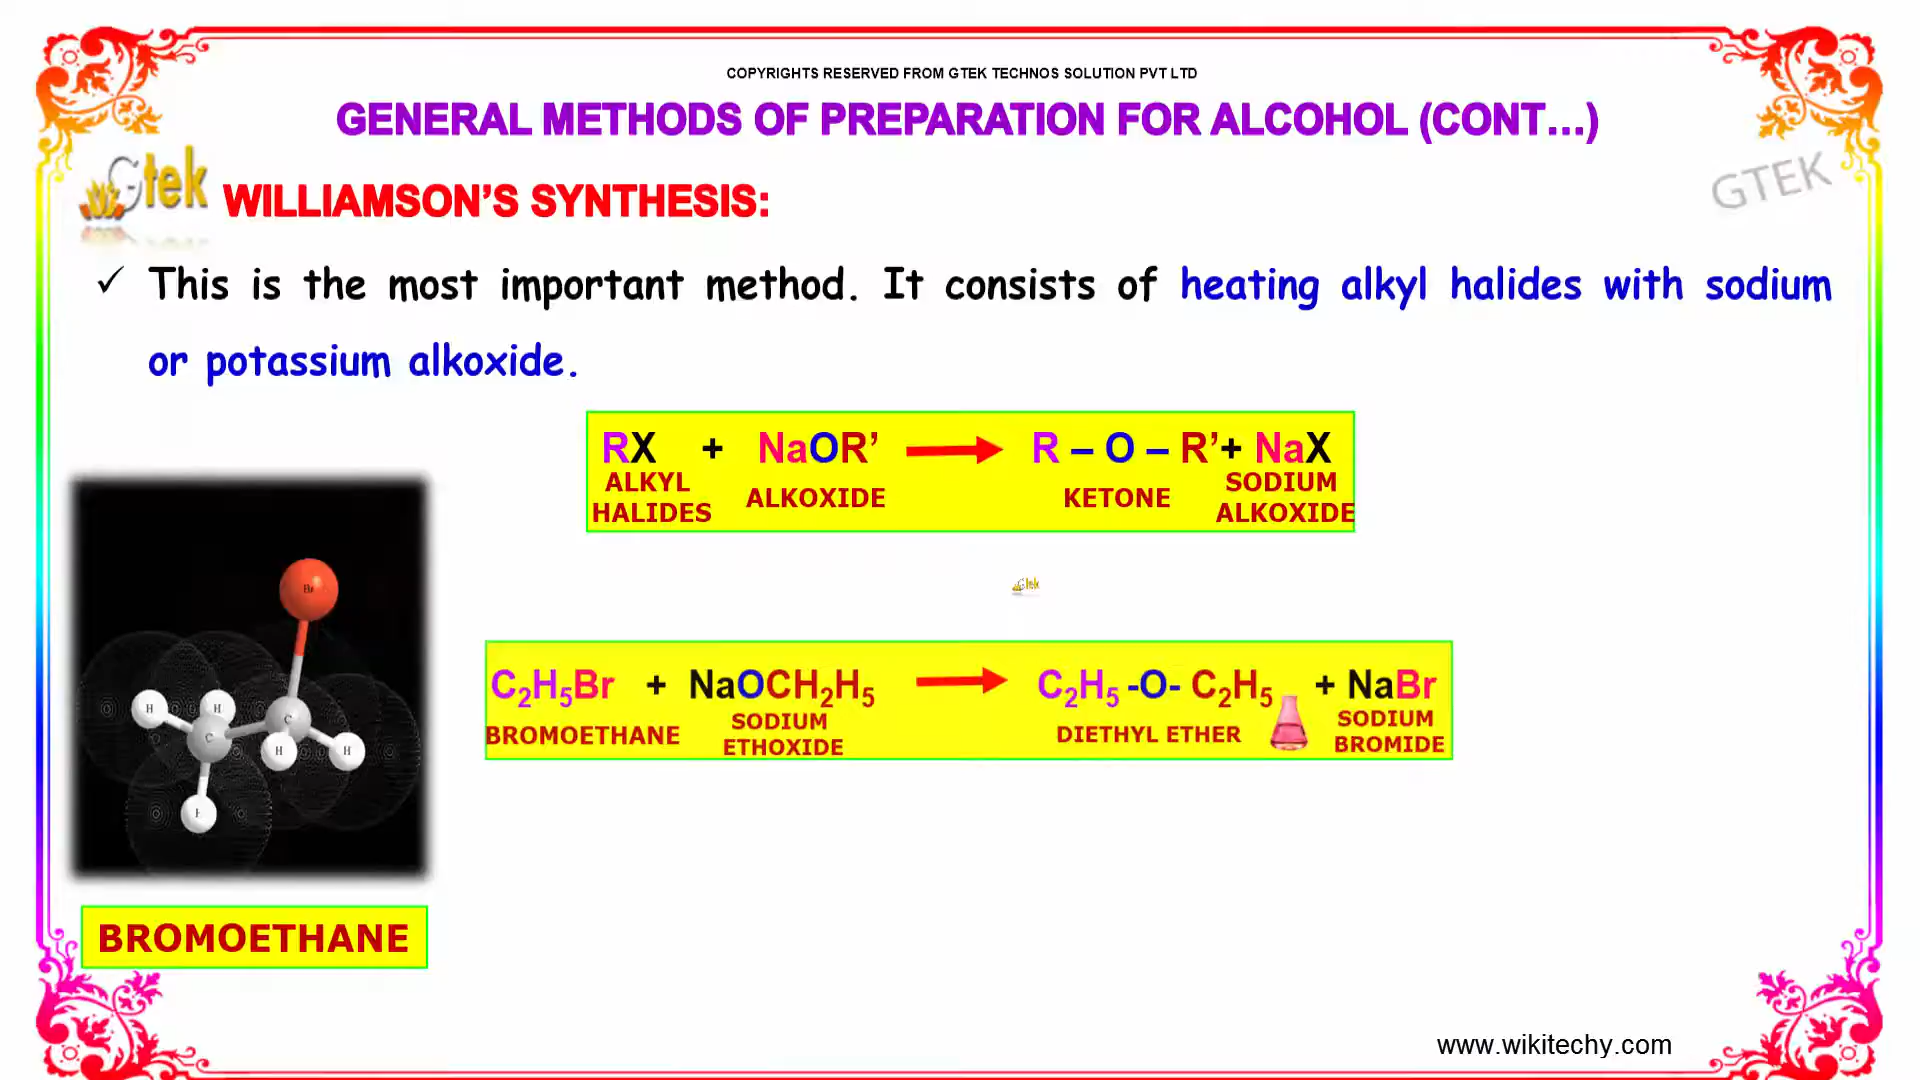 COPYRIGHTS RESERVED FROM GTEK TECHNOS SOLUTION PVT LTD
GENERAL METHODS OF PREPARATION FOR ALCOHOL (CONT...)
Gtek
GTEK
WILLIAMSON’S SYNTHESIS:
✓ This is the most important method. It consists of heating alkyl halides with sodium
or potassium alkoxide.
RX + NaOR’ → R – O – R’+ NaX
ALKYL HALIDES ALKOXIDE KETONE SODIUM ALKOXIDE
Gtek
C₂H₅Br + NaOCH₂H₅ → C₂H₅ -O- C₂H₅ + NaBr
BROMOETHANE SODIUM ETHOXIDE DIETHYL ETHER SODIUM BROMIDE
Br
H H C C H H
H
BROMOETHANE
www.wikitechy.com